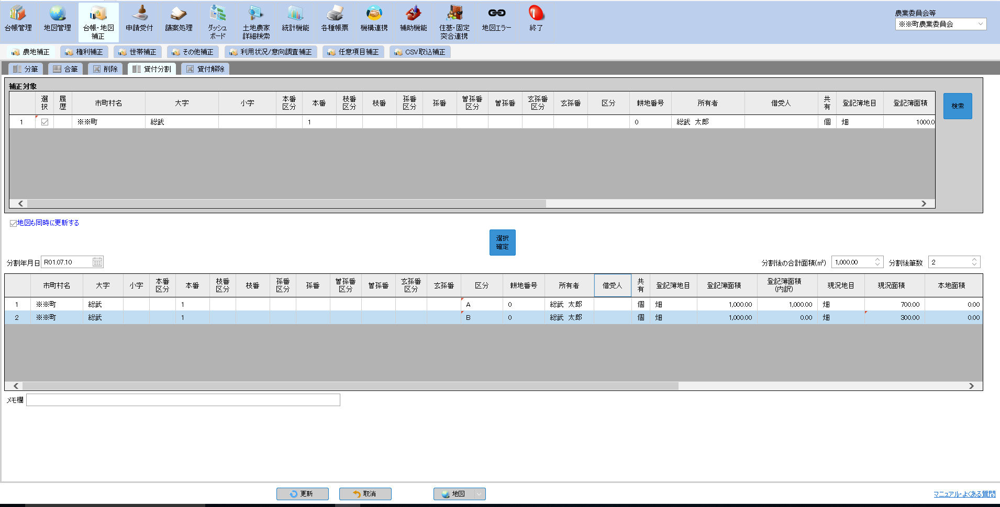 台帳管理 地図管理 台帳・地図補正 申請受付 議案処理 ダッシュボード 土地農家詳細検索 統計機能 各種帳票 機構連携 補助機能 住基・固定突合連携 地図エラー 終了
農業委員会等
※※町農業委員会
農地補正 権利補正 世帯補正 その他補正 利用状況/意向調査補正 任意項目補正 CSV取込補正
分筆 合筆 削除 貸付分割 貸付解除
補正対象
選択 履歴 市町村名 大字 小字 本番区分 本番 枝番区分 枝番 孫番区分 孫番 曽孫番区分 曽孫番 玄孫番区分 玄孫番 区分 耕地番号 所有者 借受人 共有 登記簿地目 登記簿面積
検索
1 ※※町 総武 1 0 総武 太郎 個 畑 1000.0
地図も同時に更新する
選択確定
分割年月日 R01.07.10 分割後の合計面積(㎡) 1,000.00 分割後筆数 2
市町村名 大字 小字 本番区分 本番 枝番区分 枝番 孫番区分 孫番 曽孫番区分 曽孫番 玄孫番区分 玄孫番 区分 耕地番号 所有者 借受人 共有 登記簿地目 登記簿面積 登記簿面積(内訳) 現況地目 現況面積 本地面積
1 ※※町 総武 1 A 0 総武 太郎 個 畑 1,000.00 1,000.00 畑 700.00 0.00
2 ※※町 総武 1 B 0 総武 太郎 個 畑 1,000.00 0.00 畑 300.00 0.00
メモ欄
更新 取消 地図
マニュアル・よくある質問